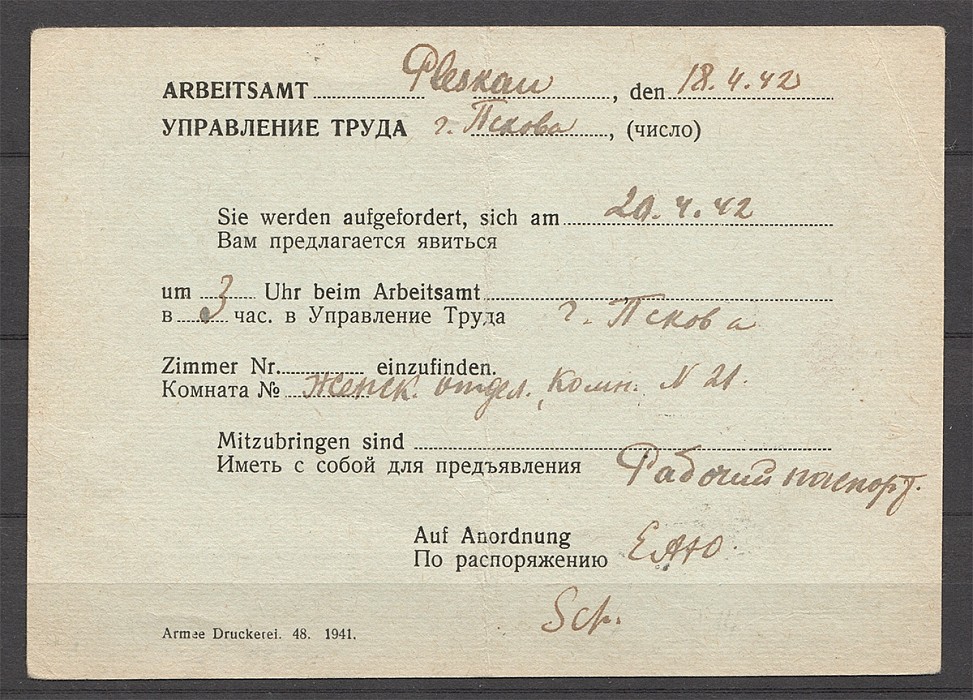 ARBEITSAMT Pleskau, den 18.4.42
УПРАВЛЕНИЕ ТРУДА г. Пскова, (число)
Sie werden aufgefordert, sich am 20.4.42
Вам предлагается явиться
um 3 Uhr beim Arbeitsamt
в час. в Управление Труда г. Пскова
Zimmer Nr. einzufinden.
Комната № Женск. отдел, комн. N 21.
Mitzubringen sind
Иметь с собой для предъявления Рабочий паспорт.
Auf Anordnung
По распоряжению
Sch.
Armee Druckerei. 48. 1941.